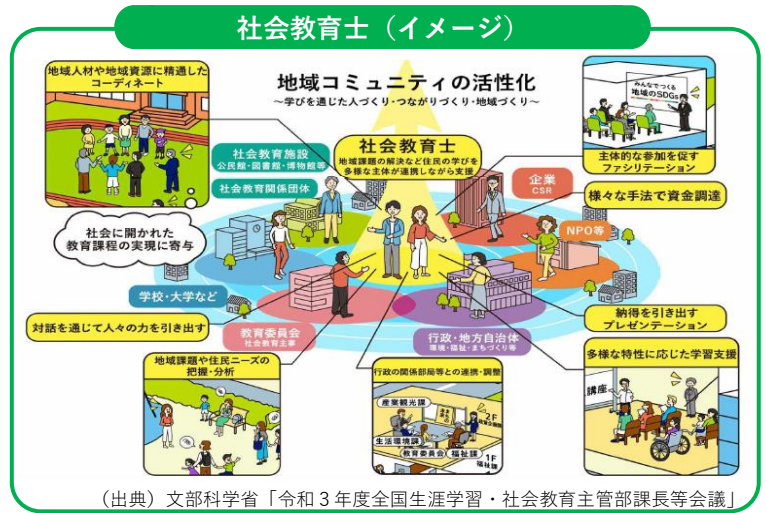 社会教育士（イメージ）
地域人材や地域資源に精通した
コーディネート
地域コミュニティの活性化
～学びを通じた人づくり・つながりづくり・地域づくり～
みんなでつくる
地域のSDGs
社会教育士
地域課題の解決など住民の学びを
多様な主体が連携しながら支援
主体的な参加を促す
ファシリテーション
社会教育施設
公民館・図書館・博物館等
社会教育関係団体
企業
CSR
様々な手法で資金調達
社会に開かれた
教育課程の実現に寄与
NPO等
学校・大学など
対話を通じて人々の力を引き出す
教育委員会
社会教育主事
行政・地方自治体
環境・福祉・まちづくり等
納得を引き出す
プレゼンテーション
地域課題や住民ニーズの
把握・分析
行政の関係部局等との連携・調整
産業観光課
2F
生活環境課
教育委員会
福祉課
1F
福祉課
多様な特性に応じた学習支援
講座
（出典）文部科学省「令和３年度全国生涯学習・社会教育主管部課長等会議」